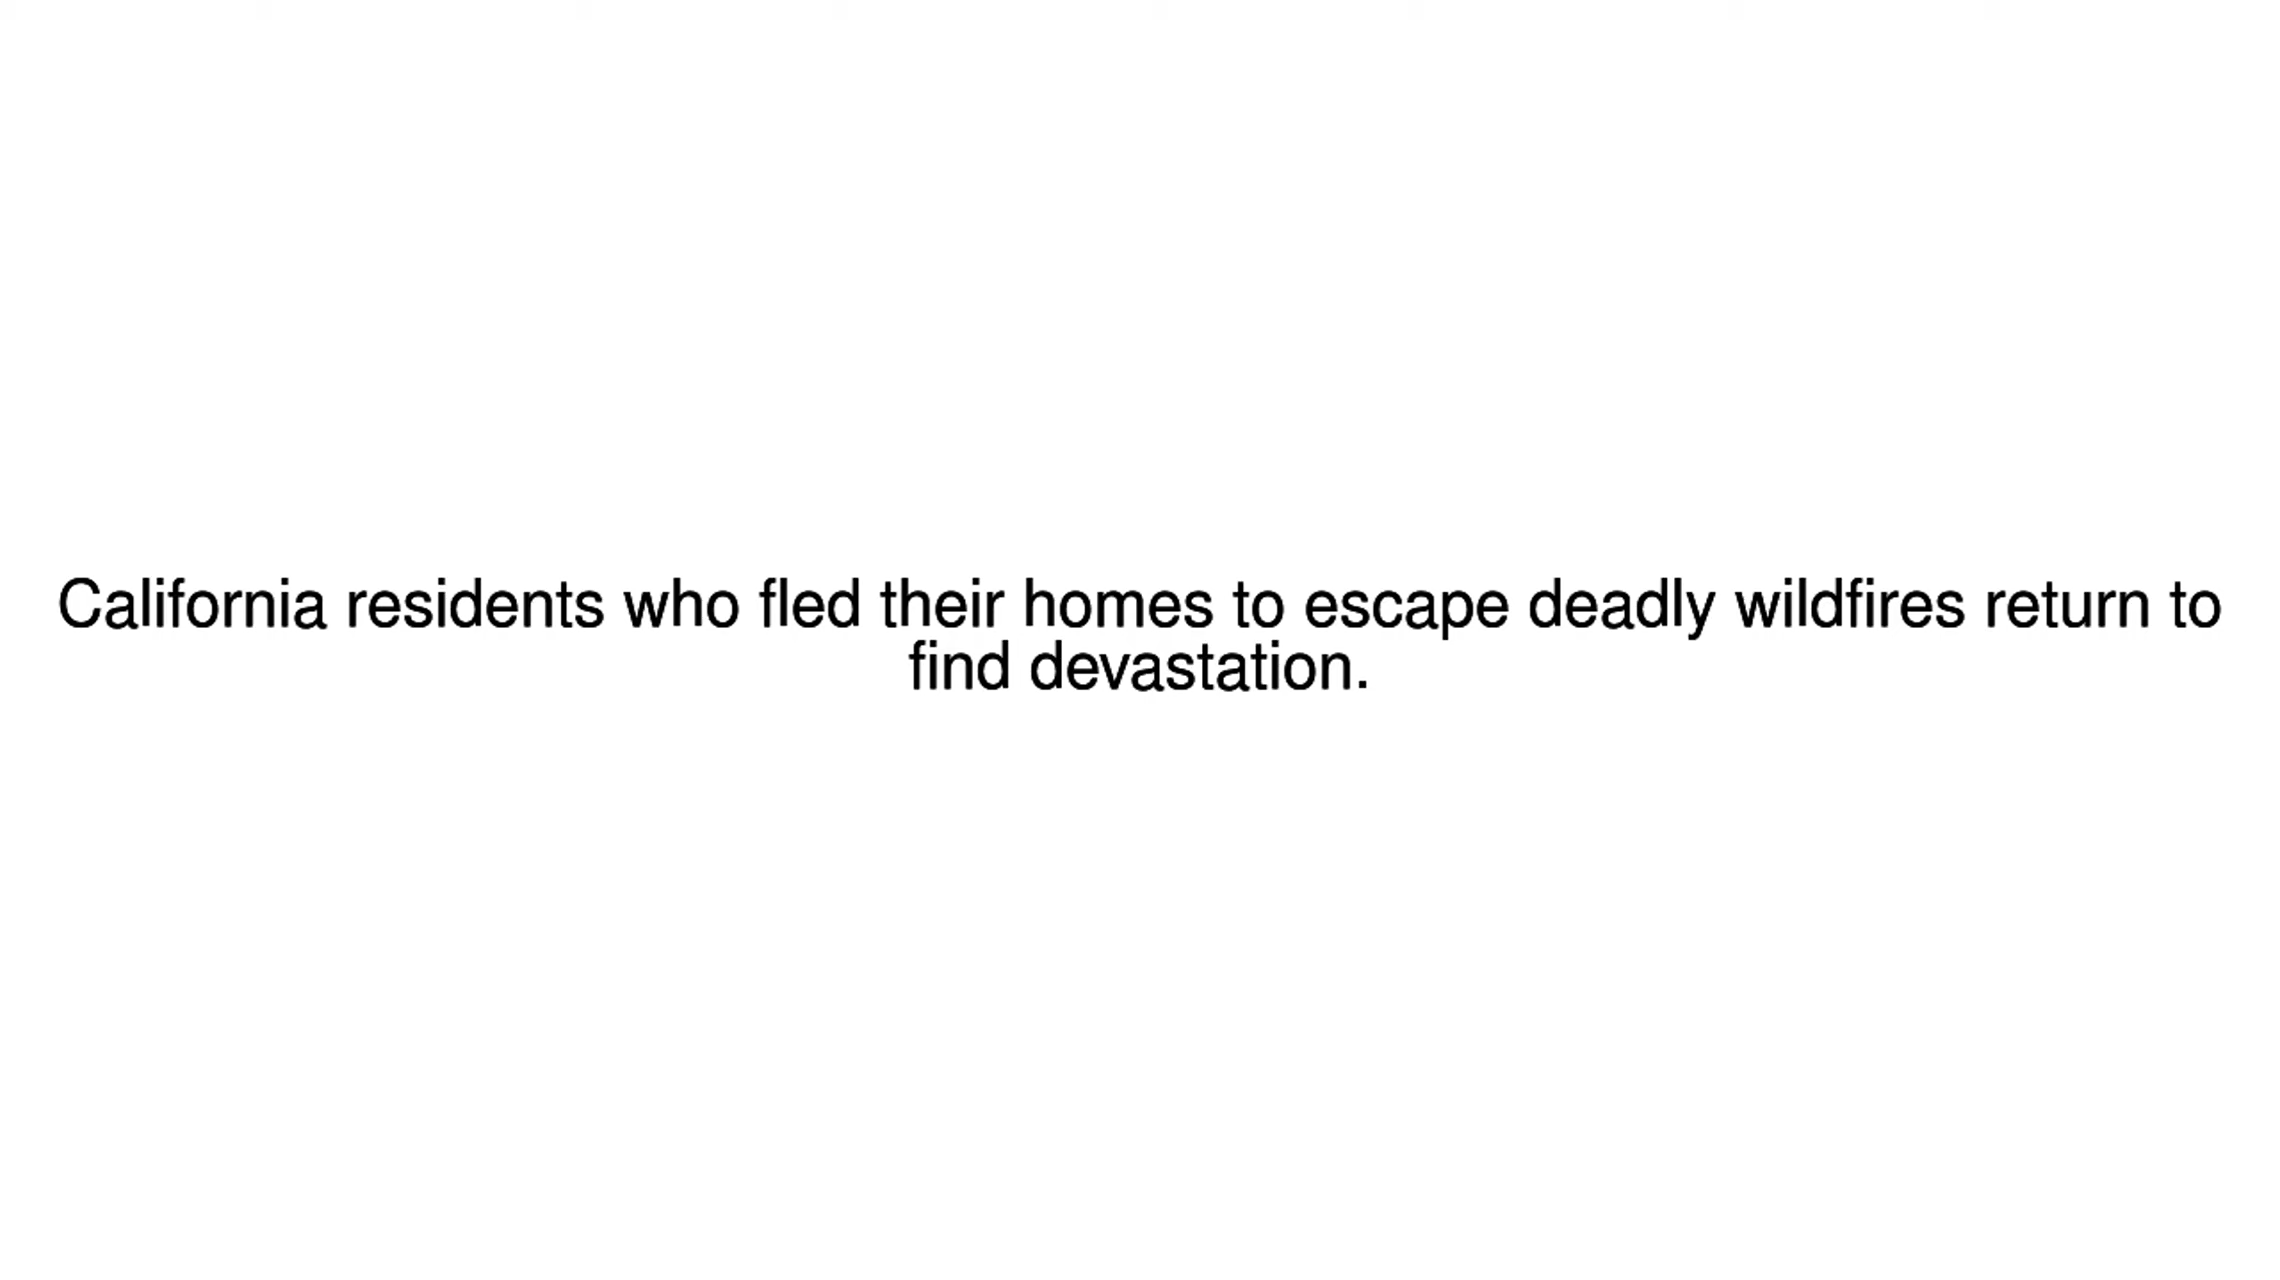 California residents who fled their homes to escape deadly wildfires return to
find devastation.